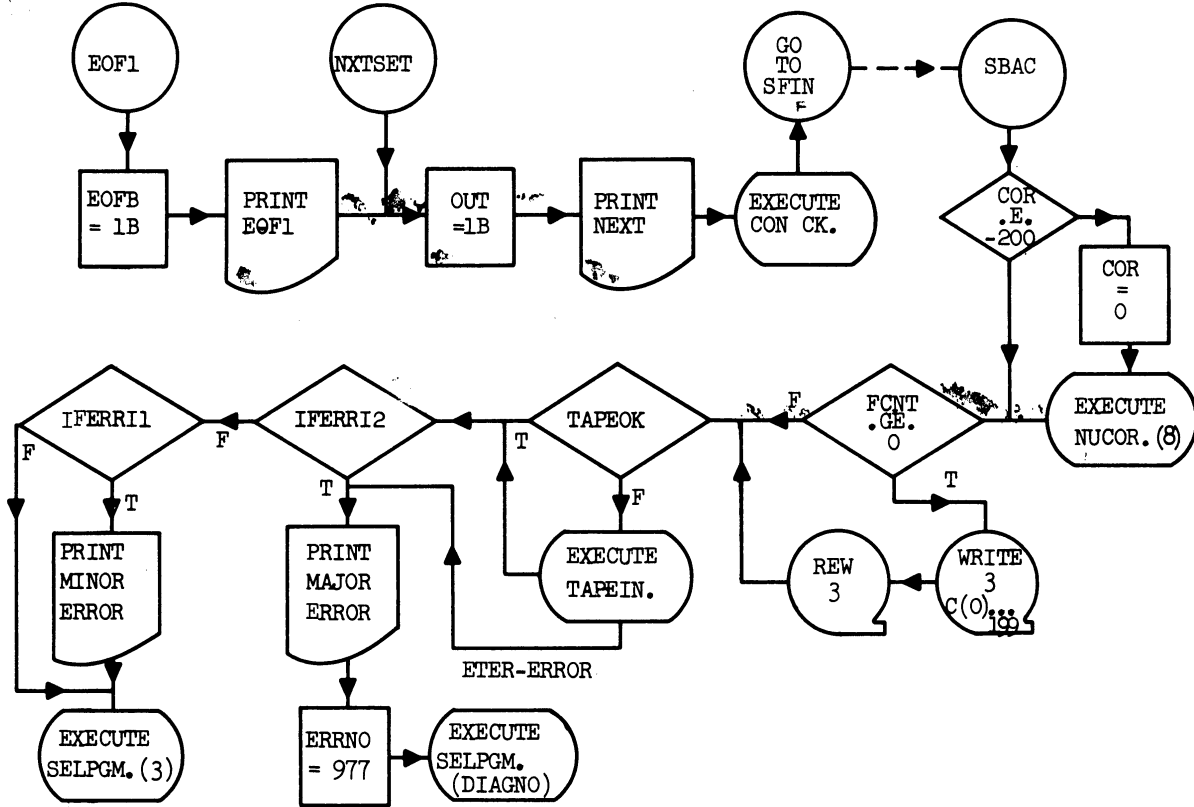 EOF1
NXTSET
GO
TO
SFIN
F
SBAC
EOFB
= 1B
PRINT
EOF1
OUT
=1B
PRINT
NEXT
EXECUTE
CON CK.
COR
.E.
-200
COR
=
0
IFERRI1
F
T
IFERRI2
F
T
TAPEOK
T
F
FCNT
.GE.
0
F
T
EXECUTE
NUCOR.(8)
PRINT
MINOR
ERROR
PRINT
MAJOR
ERROR
EXECUTE
TAPEIN.
REW
3
WRITE
3
C(0)...
199
ETER-ERROR
EXECUTE
SELPGM.(3)
ERRNO
= 977
EXECUTE
SELPGM.
(DIAGNO)